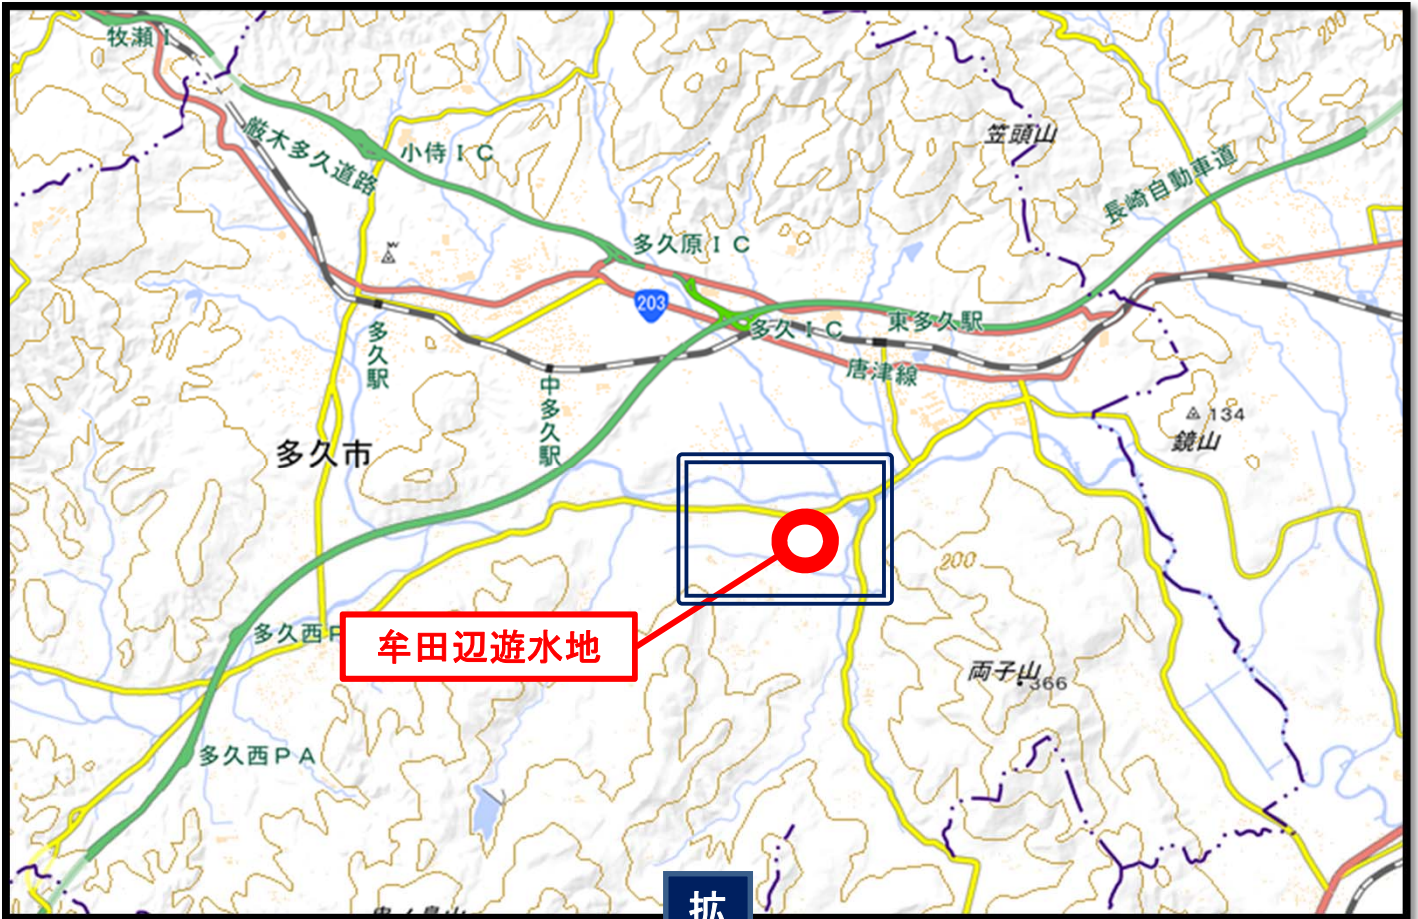 牧瀬I
200
厳木多久道路
小侍IC
笠頭山
長崎自動車道
多久原IC
203
多久IC
東多久駅
多久駅
中多久駅
唐津線
134
鏡山
多久市
200
多久西P
牟田辺遊水地
両子山
366
多久西PA
拡